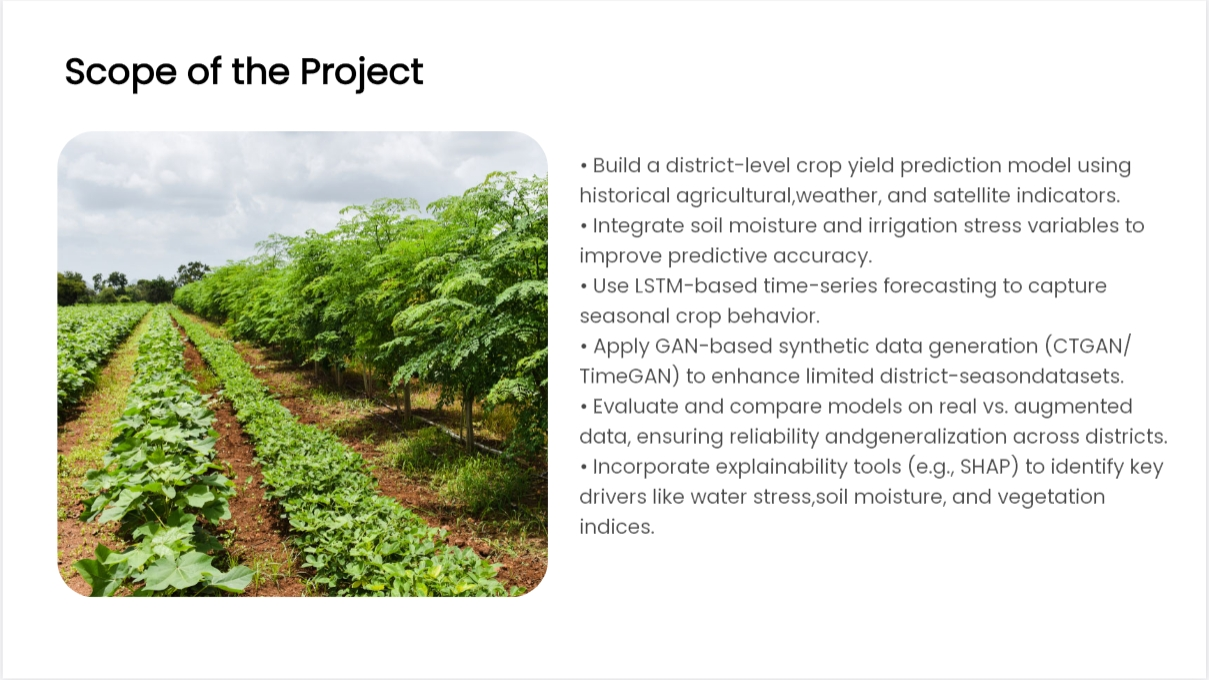 Scope of the Project
• Build a district-level crop yield prediction model using
historical agricultural,weather, and satellite indicators.
• Integrate soil moisture and irrigation stress variables to
improve predictive accuracy.
• Use LSTM-based time-series forecasting to capture
seasonal crop behavior.
• Apply GAN-based synthetic data generation (CTGAN/
TimeGAN) to enhance limited district-seasondatasets.
• Evaluate and compare models on real vs. augmented
data, ensuring reliability andgeneralization across districts.
• Incorporate explainability tools (e.g., SHAP) to identify key
drivers like water stress,soil moisture, and vegetation
indices.